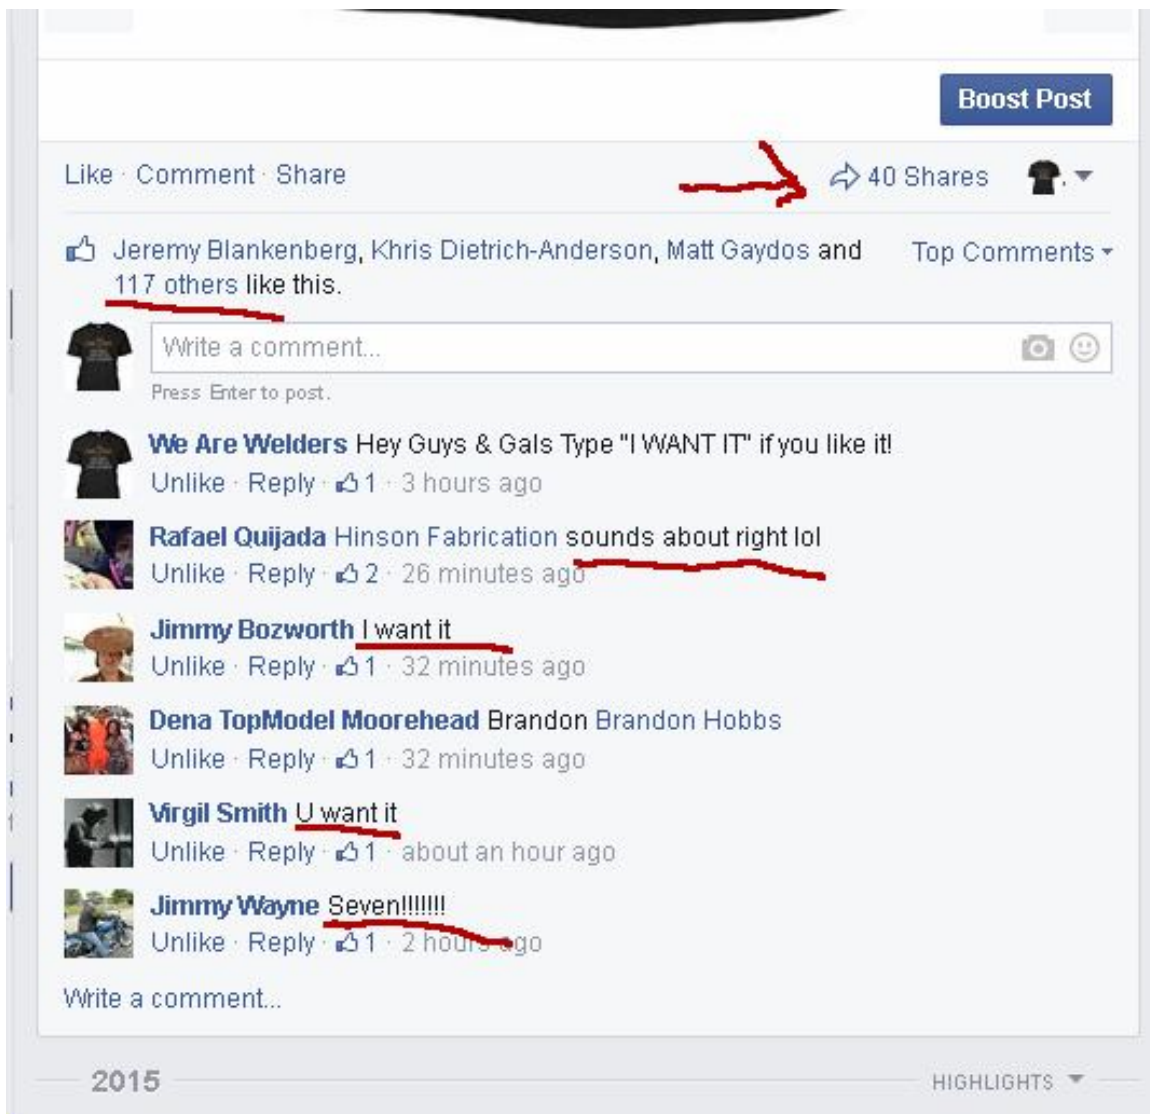 Boost Post
Like · Comment · Share
40 Shares
Jeremy Blankenberg, Khris Dietrich-Anderson, Matt Gaydos and
117 others like this.
Top Comments
Write a comment...
Press Enter to post.
We Are Welders Hey Guys & Gals Type "I WANT IT" if you like it!
Unlike · Reply · 1 · 3 hours ago
Rafael Quijada Hinson Fabrication sounds about right lol
Unlike · Reply · 2 · 26 minutes ago
Jimmy Bozworth I want it
Unlike · Reply · 1 · 32 minutes ago
Dena TopModel Moorehead Brandon Brandon Hobbs
Unlike · Reply · 1 · 32 minutes ago
Virgil Smith U want it
Unlike · Reply · 1 · about an hour ago
Jimmy Wayne Seven!!!!!!!
Unlike · Reply · 1 · 2 hours ago
Write a comment...
2015
HIGHLIGHTS